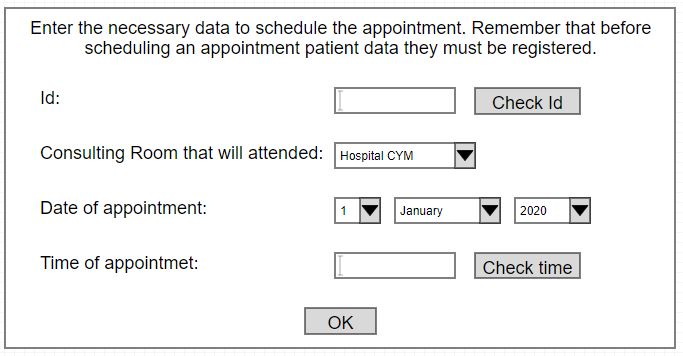 Enter the necessary data to schedule the appointment. Remember that before
scheduling an appointment patient data they must be registered.
Id:
Check Id
Consulting Room that will attended:
Hospital CYM
Date of appointment:
1
January
2020
Time of appointmet:
Check time
OK